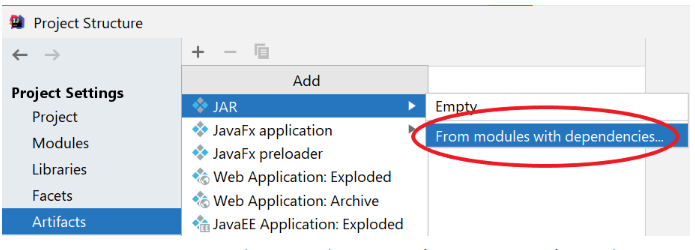 Project Structure
Add
Project Settings
JAR
Empty
Project
JavaFx application
From modules with dependencies...
Modules
JavaFx preloader
Libraries
Web Application: Exploded
Facets
Web Application: Archive
Artifacts
JavaEE Application: Exploded